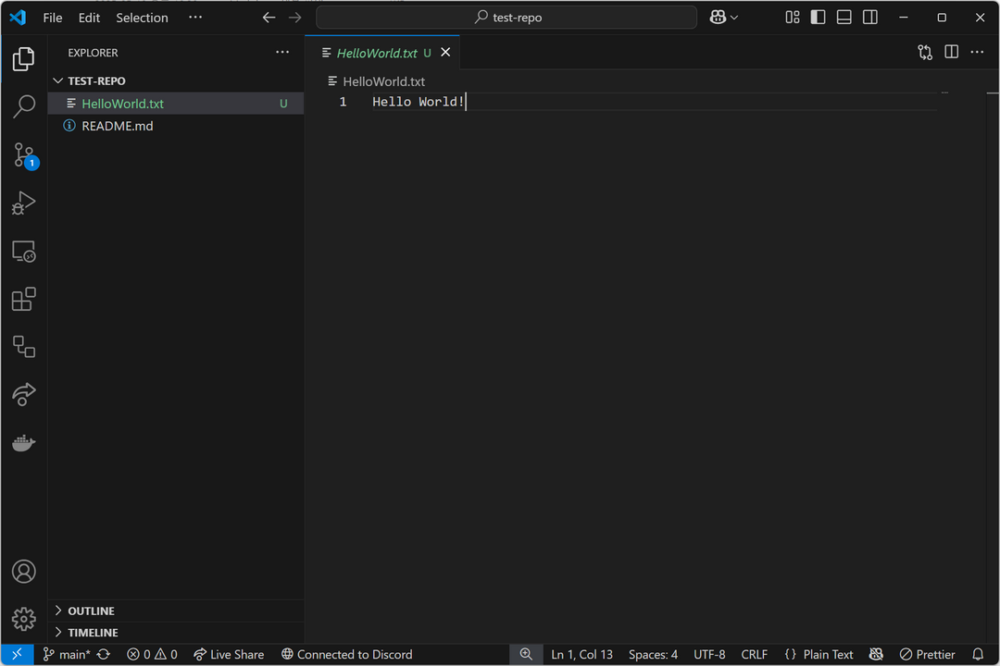 File Edit Selection ··· test-repo
EXPLORER ···
HelloWorld.txt U
TEST-REPO
HelloWorld.txt
HelloWorld.txt U
1 Hello World!
README.md
1
OUTLINE
TIMELINE
main* 0 0 Live Share Connected to Discord Ln 1, Col 13 Spaces: 4 UTF-8 CRLF {} Plain Text Prettier